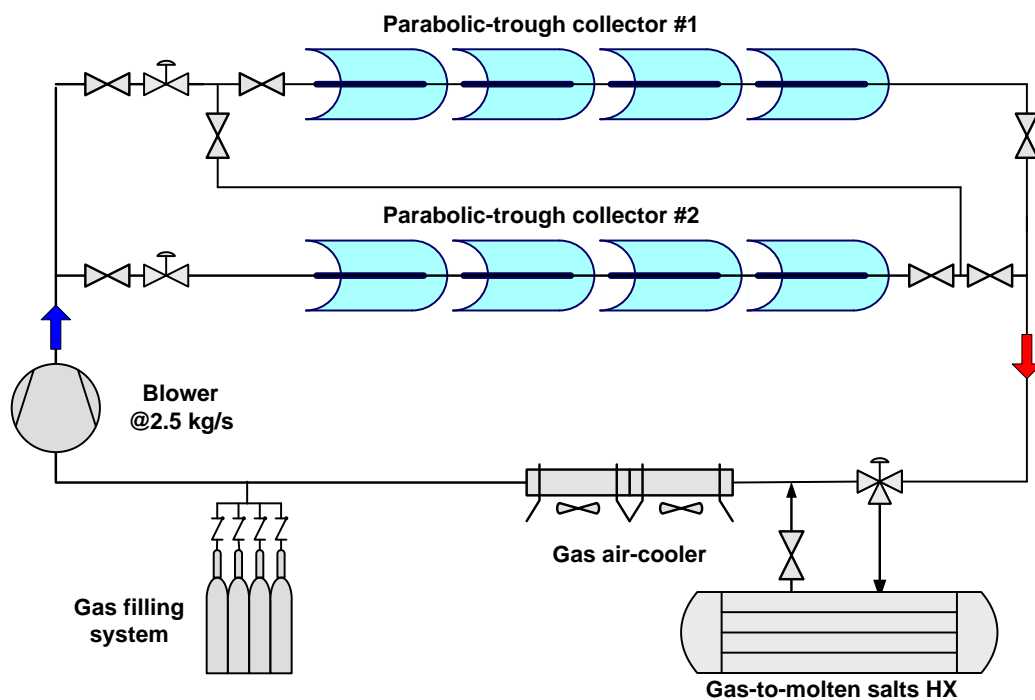 Parabolic-trough collector #1
Parabolic-trough collector #2
Blower
@2.5 kg/s
Gas air-cooler
Gas filling
system
Gas-to-molten salts HX